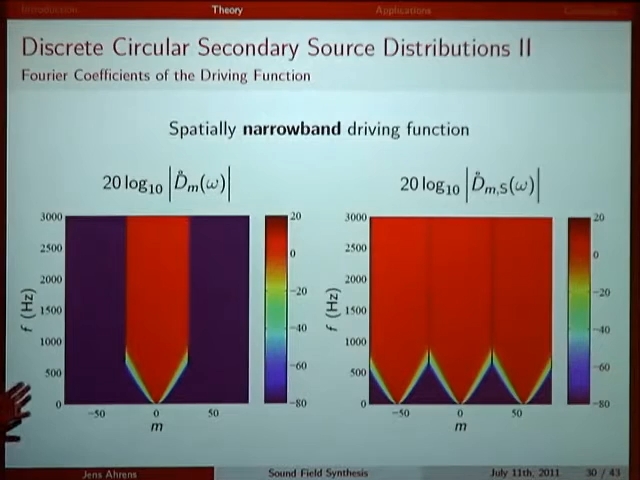 Introduction
Theory
Applications
Conclusions
Discrete Circular Secondary Source Distributions II
Fourier Coefficients of the Driving Function
Spatially narrowband driving function
20 log₁₀ |D̊ₘ(ω)|
20 log₁₀ |D̊ₘ,S(ω)|
3000
2500
2000
1500
1000
500
0
f (Hz)
−50
0
50
m
20
0
−20
−40
−60
−80
3000
2500
2000
1500
1000
500
0
f (Hz)
−50
0
50
m
20
0
−20
−40
−60
−80
Jens Ahrens
Sound Field Synthesis
July 11th, 2011
30 / 43